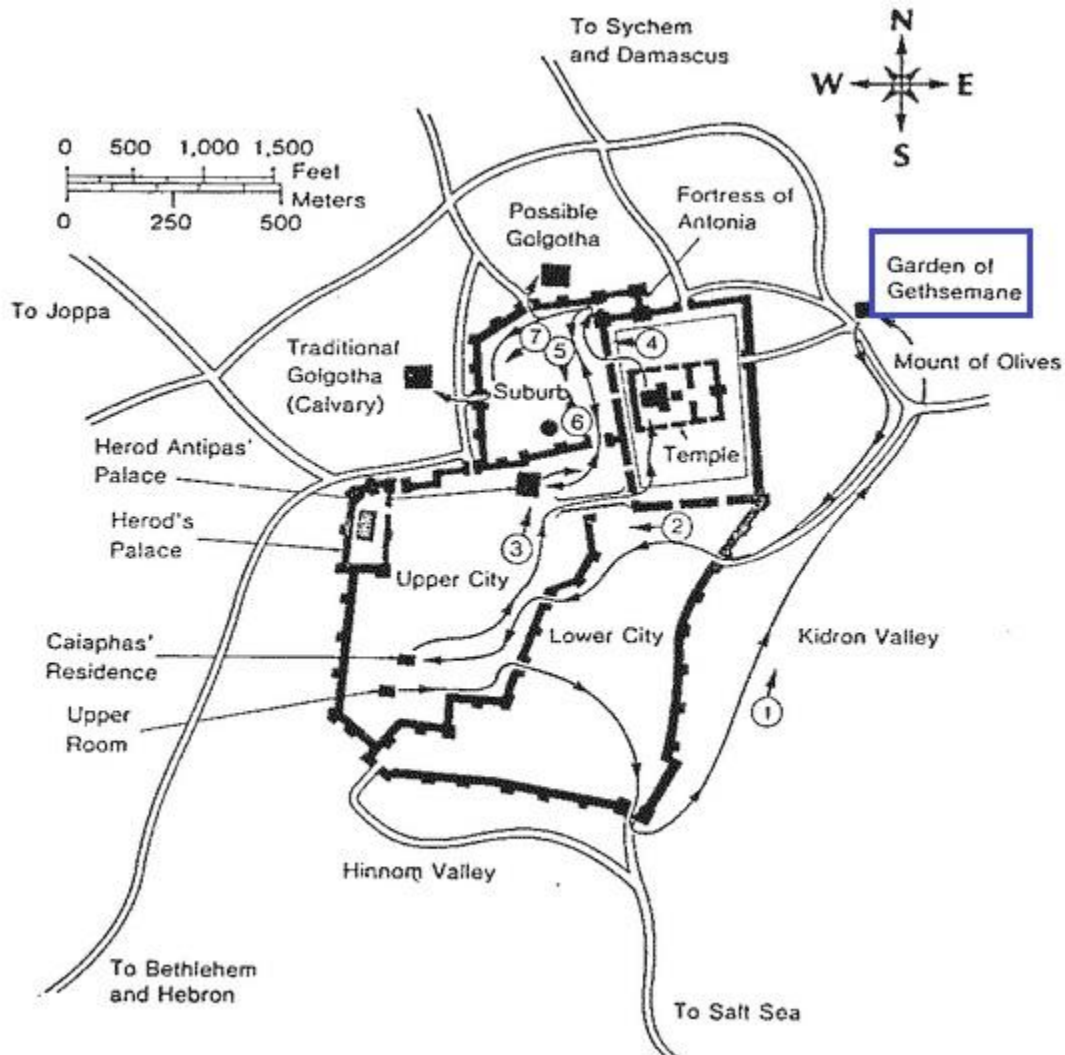 To Sychem
and Damascus
N
W
E
S
0 500 1,000 1,500
Feet
Meters
0 250 500
Possible
Golgotha
Fortress of
Antonia
Garden of
Gethsemane
To Joppa
Mount of Olives
Traditional
Golgotha
(Calvary)
7
5
4
Suburb
6
Herod Antipas'
Palace
Temple
Herod's
Palace
3
2
Upper City
Caiaphas'
Residence
Lower City
Kidron Valley
Upper
Room
1
Hinnom Valley
To Bethlehem
and Hebron
To Salt Sea